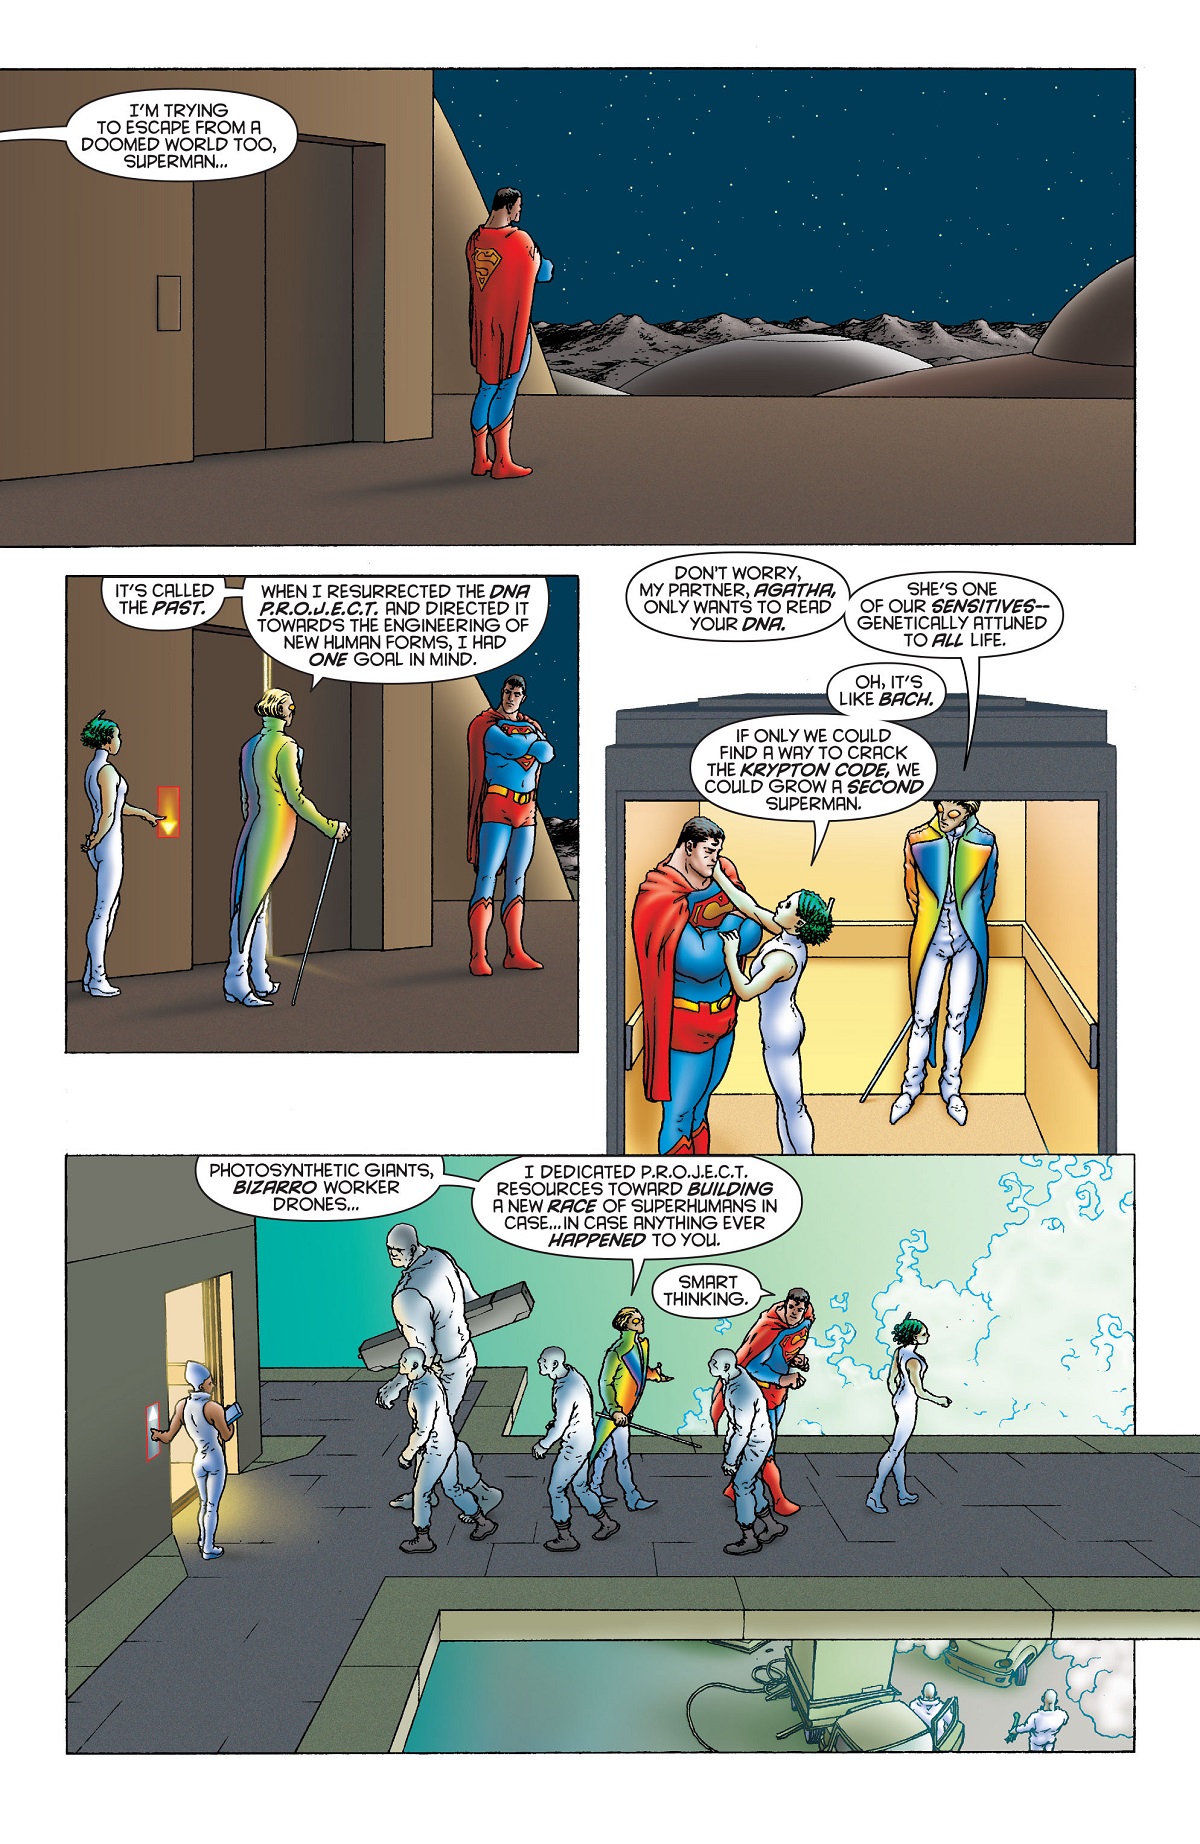 I'M TRYING
TO ESCAPE FROM A
DOOMED WORLD TOO,
SUPERMAN...
IT'S CALLED
THE PAST.
WHEN I RESURRECTED THE DNA
P.R.O.J.E.C.T. AND DIRECTED IT
TOWARDS THE ENGINEERING OF
NEW HUMAN FORMS, I HAD
ONE GOAL IN MIND.
DON'T WORRY,
MY PARTNER, AGATHA,
ONLY WANTS TO READ
YOUR DNA.
SHE'S ONE
OF OUR SENSITIVES--
GENETICALLY ATTUNED
TO ALL LIFE.
OH, IT'S
LIKE BACH.
IF ONLY WE COULD
FIND A WAY TO CRACK
THE KRYPTON CODE, WE
COULD GROW A SECOND
SUPERMAN.
PHOTOSYNTHETIC GIANTS,
BIZARRO WORKER
DRONES...
I DEDICATED P.R.O.J.E.C.T.
RESOURCES TOWARD BUILDING
A NEW RACE OF SUPERHUMANS IN
CASE...IN CASE ANYTHING EVER
HAPPENED TO YOU.
SMART
THINKING.